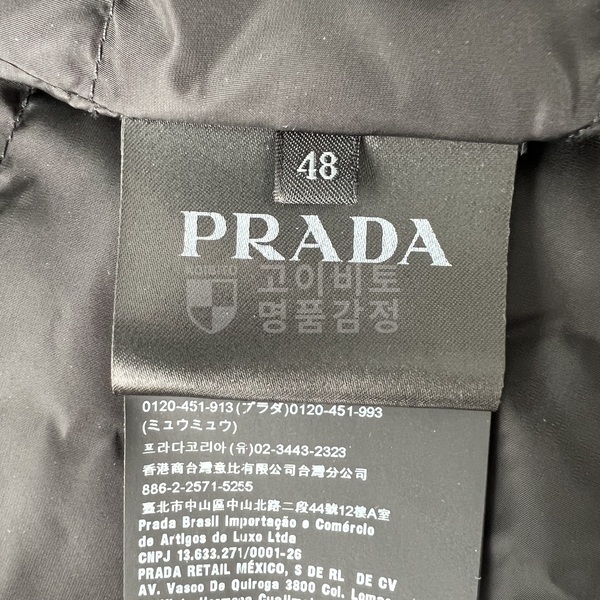 48
PRADA
KOIBITO
고이비토
명품감정
0120-451-913(プラダ)0120-451-993
(ミュウミュウ)
프라다코리아(유)02-3443-2323
香港商台灣意比有限公司台灣分公司
886-2-2571-5255
臺北市中山區中山北路二段44號12樓A室
Prada Brasil Importação e Comércio
de Artigos de Luxo Ltda
CNPJ 13.633.271/0001-26
PRADA RETAIL MÉXICO, S DE RL DE CV
AV. Vasco De Quiroga 3800 Col. Lomas